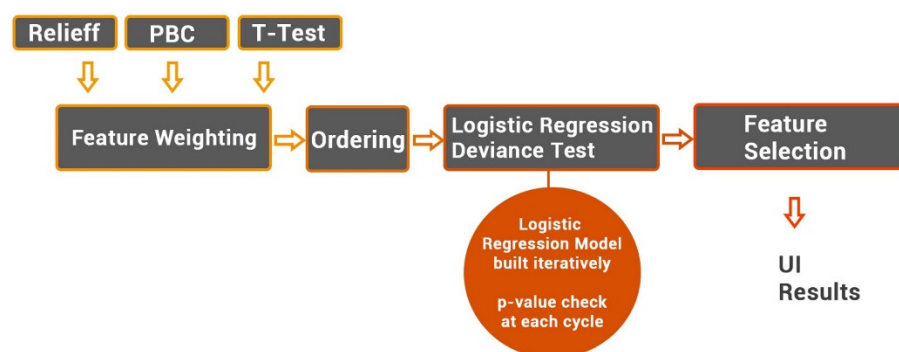 Relieff
PBC
T-Test
Feature Weighting
Ordering
Logistic Regression
Deviance Test
Feature
Selection
Logistic
Regression Model
built iteratively
p-value check
at each cycle
UI
Results